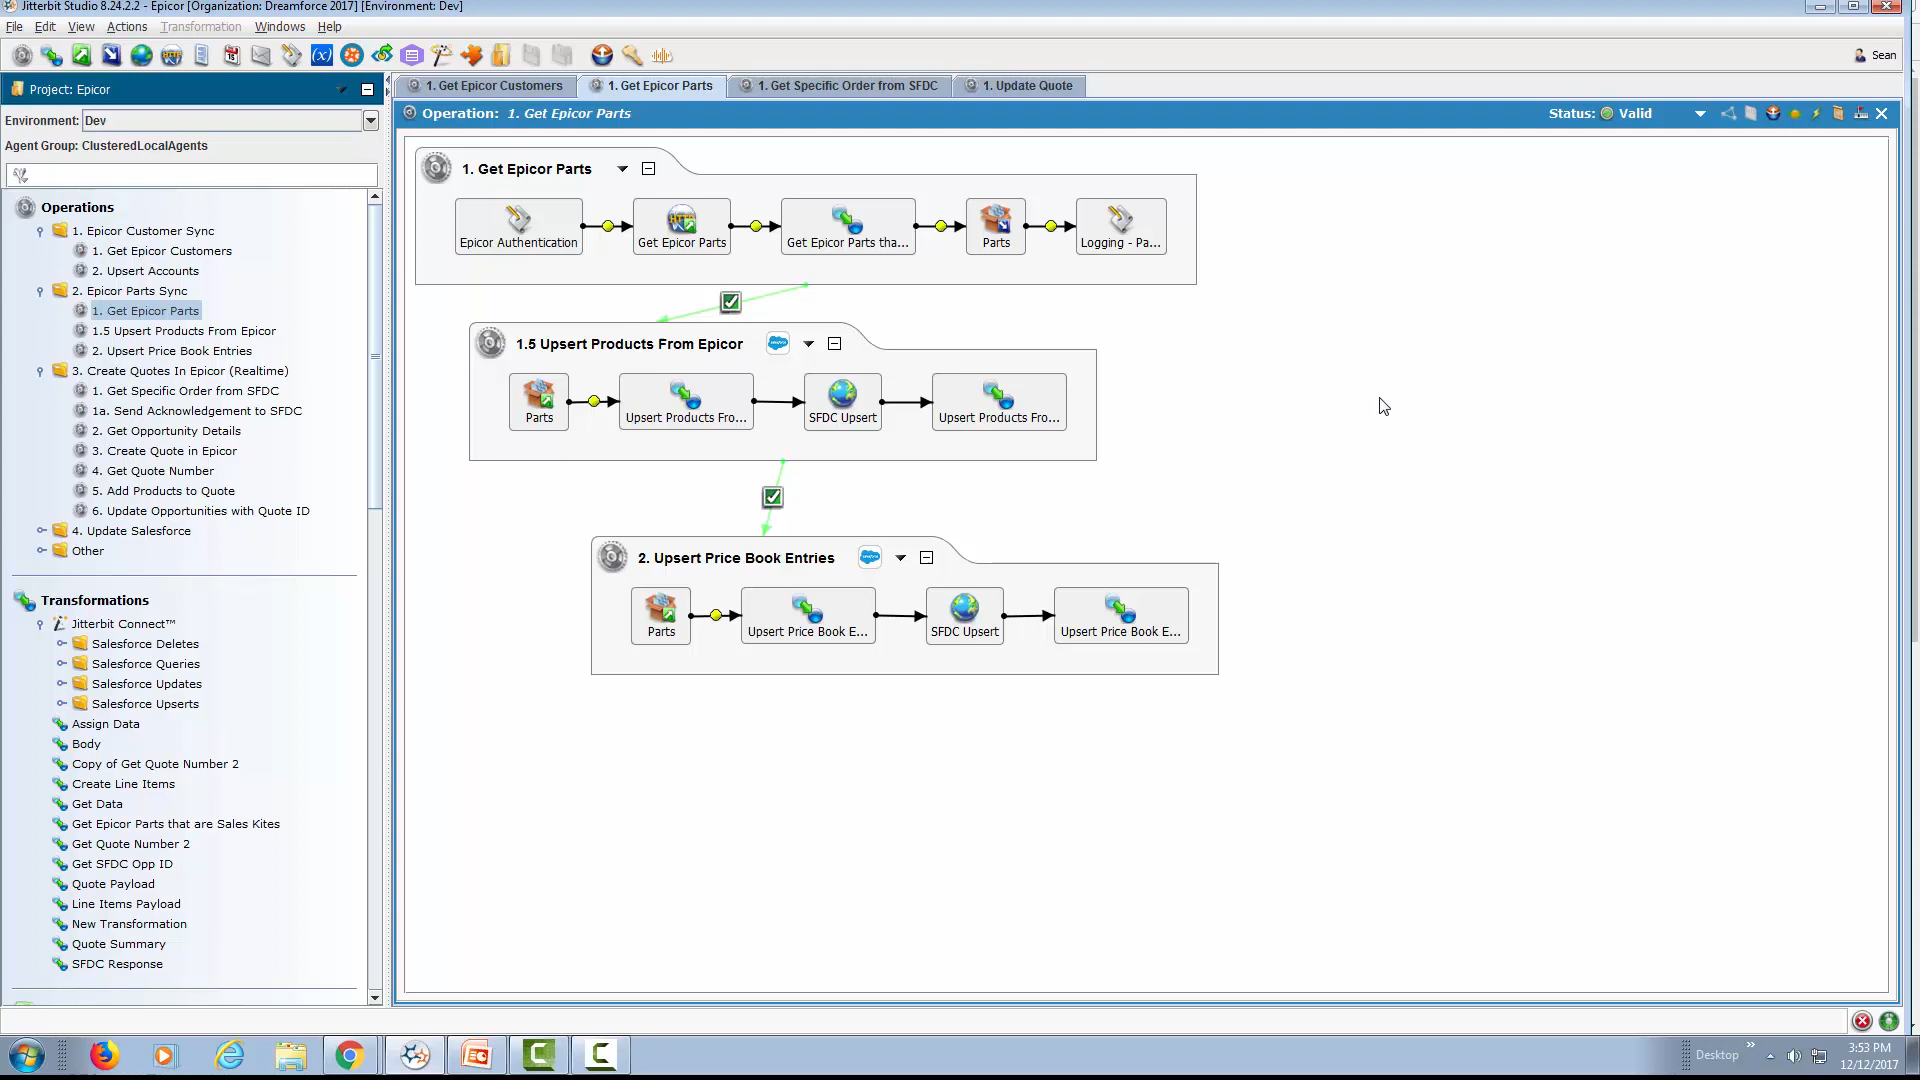 Jitterbit Studio 8.24.2.2 - Epicor [Organization: Dreamforce 2017] [Environment: Dev]
File Edit View Actions Transformation Windows Help
Sean
Project: Epicor
Environment: Dev
Agent Group: ClusteredLocalAgents
Operations
1. Epicor Customer Sync
1. Get Epicor Customers
2. Upsert Accounts
2. Epicor Parts Sync
1. Get Epicor Parts
1.5 Upsert Products From Epicor
2. Upsert Price Book Entries
3. Create Quotes In Epicor (Realtime)
1. Get Specific Order from SFDC
1a. Send Acknowledgement to SFDC
2. Get Opportunity Details
3. Create Quote in Epicor
4. Get Quote Number
5. Add Products to Quote
6. Update Opportunities with Quote ID
4. Update Salesforce
Other
Transformations
Jitterbit Connect™
Salesforce Deletes
Salesforce Queries
Salesforce Updates
Salesforce Upserts
Assign Data
Body
Copy of Get Quote Number 2
Create Line Items
Get Data
Get Epicor Parts that are Sales Kites
Get Quote Number 2
Get SFDC Opp ID
Quote Payload
Line Items Payload
New Transformation
Quote Summary
SFDC Response
1. Get Epicor Customers 1. Get Epicor Parts 1. Get Specific Order from SFDC 1. Update Quote
Operation: 1. Get Epicor Parts Status: Valid
1. Get Epicor Parts
Epicor Authentication Get Epicor Parts Get Epicor Parts tha... Parts Logging - Pa...
1.5 Upsert Products From Epicor
Parts Upsert Products Fro... SFDC Upsert Upsert Products Fro...
2. Upsert Price Book Entries
Parts Upsert Price Book E... SFDC Upsert Upsert Price Book E...
Desktop
3:53 PM
12/12/2017